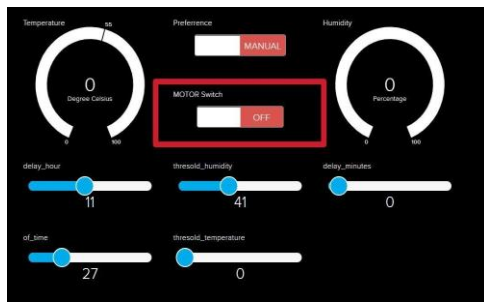 Temperature
55
0
Degree Celsius
0
100
Preferrence
MANUAL
MOTOR Switch
OFF
Humidity
0
Percentage
0
100
delay_hour
11
thresold_humidity
41
delay_minutes
0
of_time
27
thresold_temperature
0